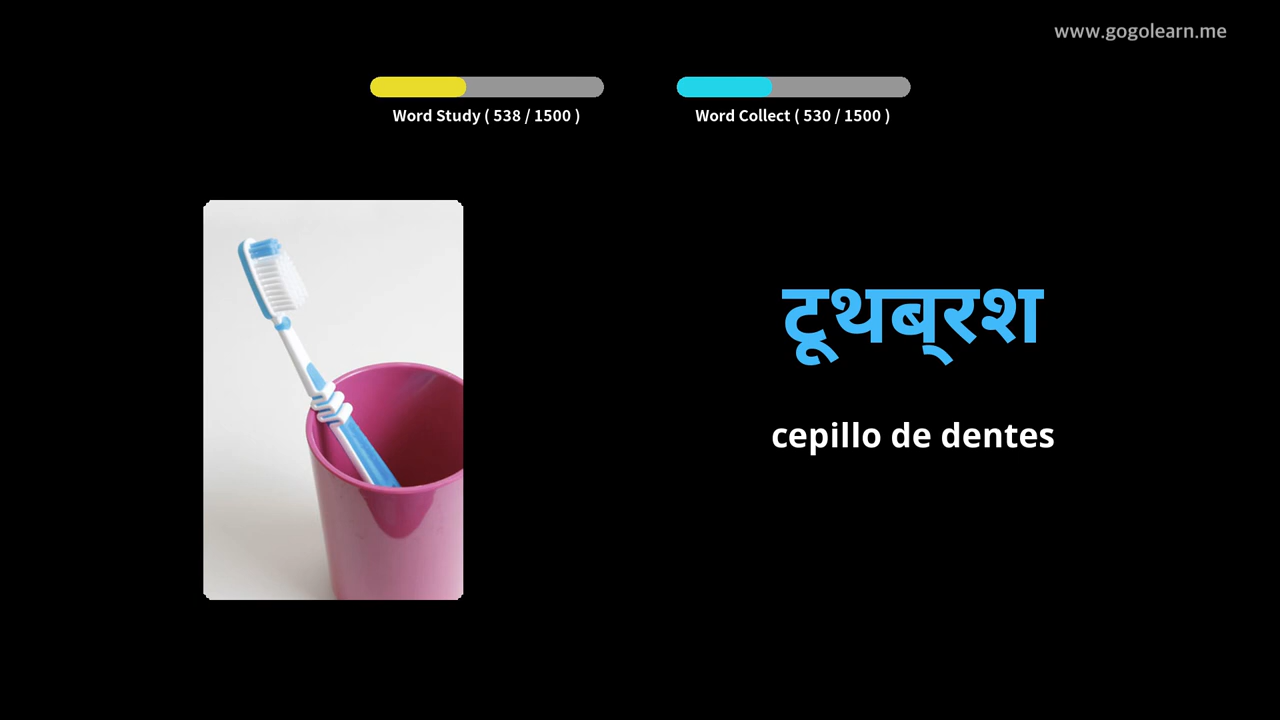 www.gogolearn.me
Word Study ( 538 / 1500 )
Word Collect ( 530 / 1500 )
टूथब्रश
cepillo de dentes